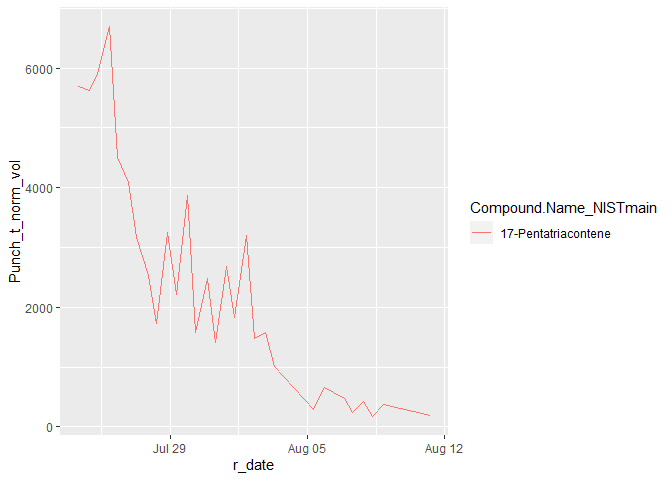 6000
4000
2000
0
Punch_t_norm_vol
Jul 29
Aug 05
Aug 12
r_date
Compound.Name_NISTmain
17-Pentatriacontene